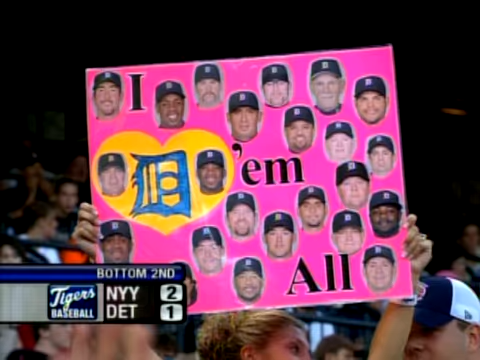 I
D
'em
All
BOTTOM 2ND
Tigers
BASEBALL
NYY 2
DET 1